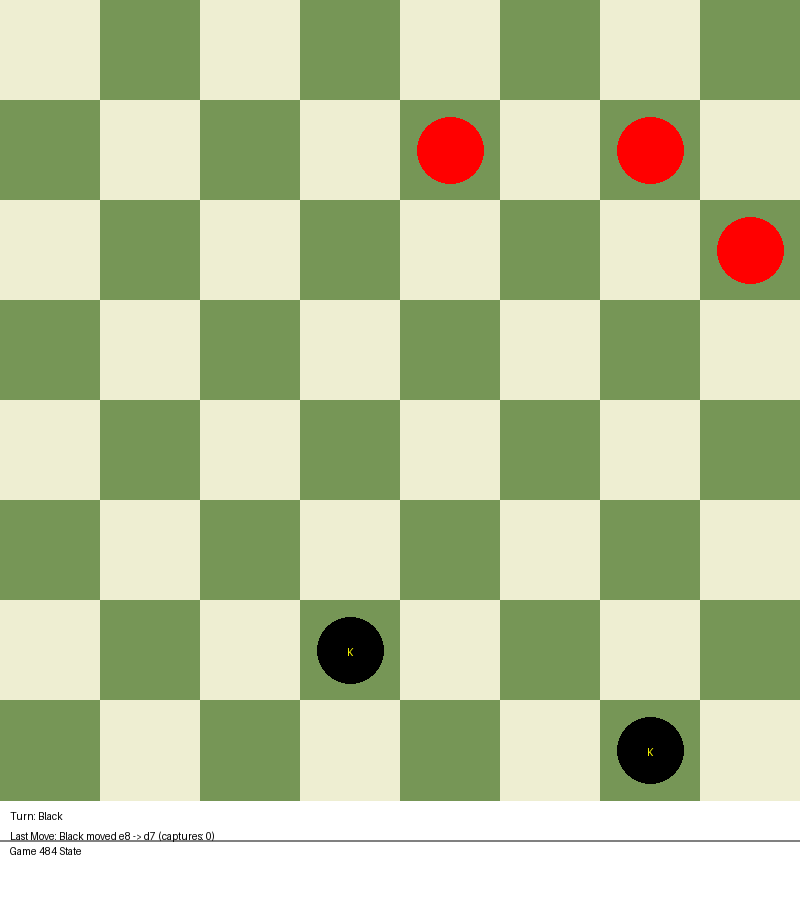 K
K
Turn: Black
Last Move: Black moved e8 -> d7 (captures: 0)
Game 484 State